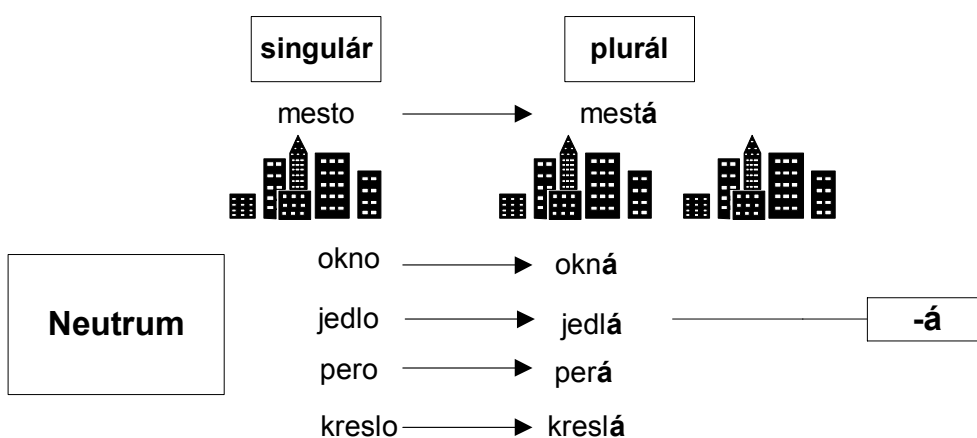 singulár plurál
mesto mestá
okno okná
Neutrum jedlo jedlá -á
pero perá
kreslo kreslá